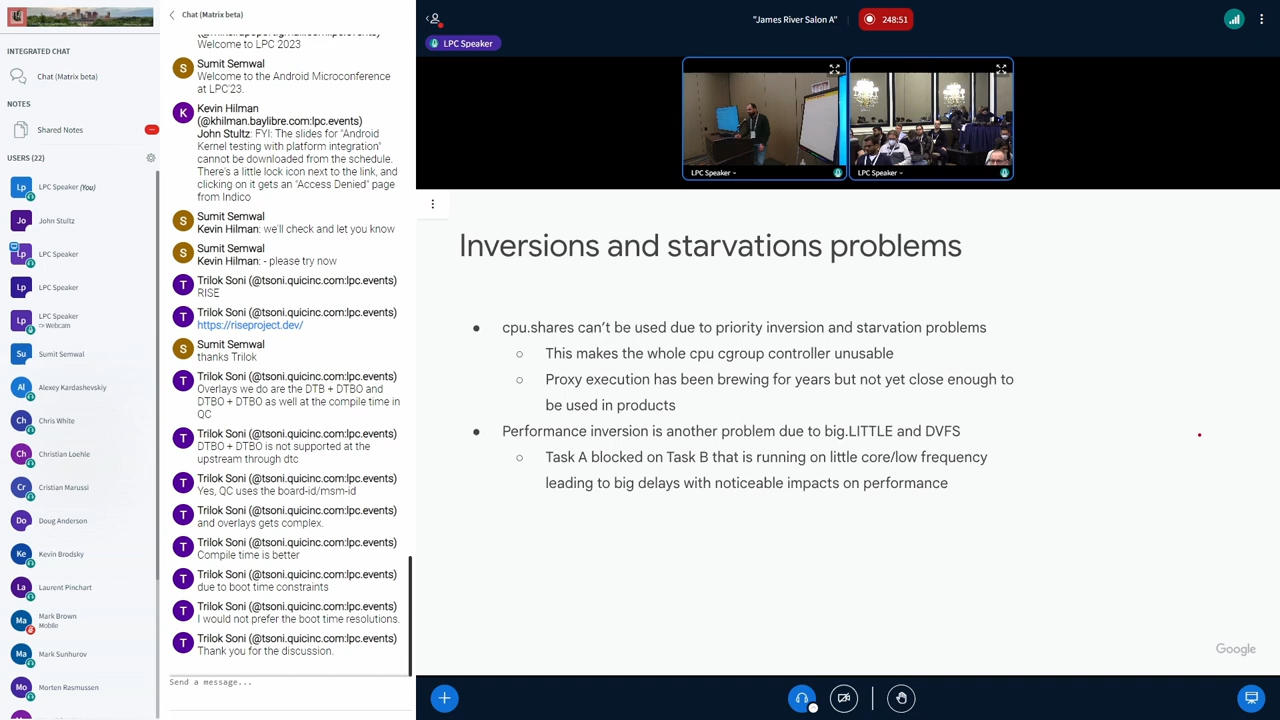 INTEGRATED CHAT
Chat (Matrix beta)
NOTES
Shared Notes
USERS (22)
Lp LPC Speaker (You)
Jo John Stultz
Lp LPC Speaker
Lp LPC Speaker
Lp LPC Speaker
Webcam
Su Sumit Semwal
Al Alexey Kardashevskiy
Ch Chris White
Ch Christian Loehle
Cr Cristian Marussi
Do Doug Anderson
Ke Kevin Brodsky
La Laurent Pinchart
Ma Mark Brown
Mobile
Ma Mark Sunhurov
Mo Morten Rasmussen
Chat (Matrix beta)
Welcome to LPC 2023
S Sumit Semwal
Welcome to the Android Microconference
at LPC'23.
K Kevin Hilman
(@khilman.baylibre.com:lpc.events)
John Stultz: FYI: The slides for "Android
Kernel testing with platform integration"
cannot be downloaded from the schedule.
There's a little lock icon next to the link, and
clicking on it gets an "Access Denied" page
from Indico
S Sumit Semwal
Kevin Hilman: we'll check and let you know
S Sumit Semwal
Kevin Hilman: - please try now
T Trilok Soni (@tsoni.quicinc.com:lpc.events)
RISE
T Trilok Soni (@tsoni.quicinc.com:lpc.events)
https://riseproject.dev/
S Sumit Semwal
thanks Trilok
T Trilok Soni (@tsoni.quicinc.com:lpc.events)
Overlays we do are the DTB + DTBO and
DTBO + DTBO as well at the compile time in
QC
T Trilok Soni (@tsoni.quicinc.com:lpc.events)
DTBO + DTBO is not supported at the
upstream through dtc
T Trilok Soni (@tsoni.quicinc.com:lpc.events)
Yes, QC uses the board-id/msm-id
T Trilok Soni (@tsoni.quicinc.com:lpc.events)
and overlays gets complex.
T Trilok Soni (@tsoni.quicinc.com:lpc.events)
Compile time is better
T Trilok Soni (@tsoni.quicinc.com:lpc.events)
due to boot time constraints
T Trilok Soni (@tsoni.quicinc.com:lpc.events)
I would not prefer the boot time resolutions.
T Trilok Soni (@tsoni.quicinc.com:lpc.events)
Thank you for the discussion.
Send a message...
"James River Salon A"
248:51
LPC Speaker
LPC Speaker
LPC Speaker
Inversions and starvations problems
● cpu.shares can't be used due to priority inversion and starvation problems
○ This makes the whole cpu cgroup controller unusable
○ Proxy execution has been brewing for years but not yet close enough to
be used in products
● Performance inversion is another problem due to big.LITTLE and DVFS
○ Task A blocked on Task B that is running on little core/low frequency
leading to big delays with noticeable impacts on performance
Google